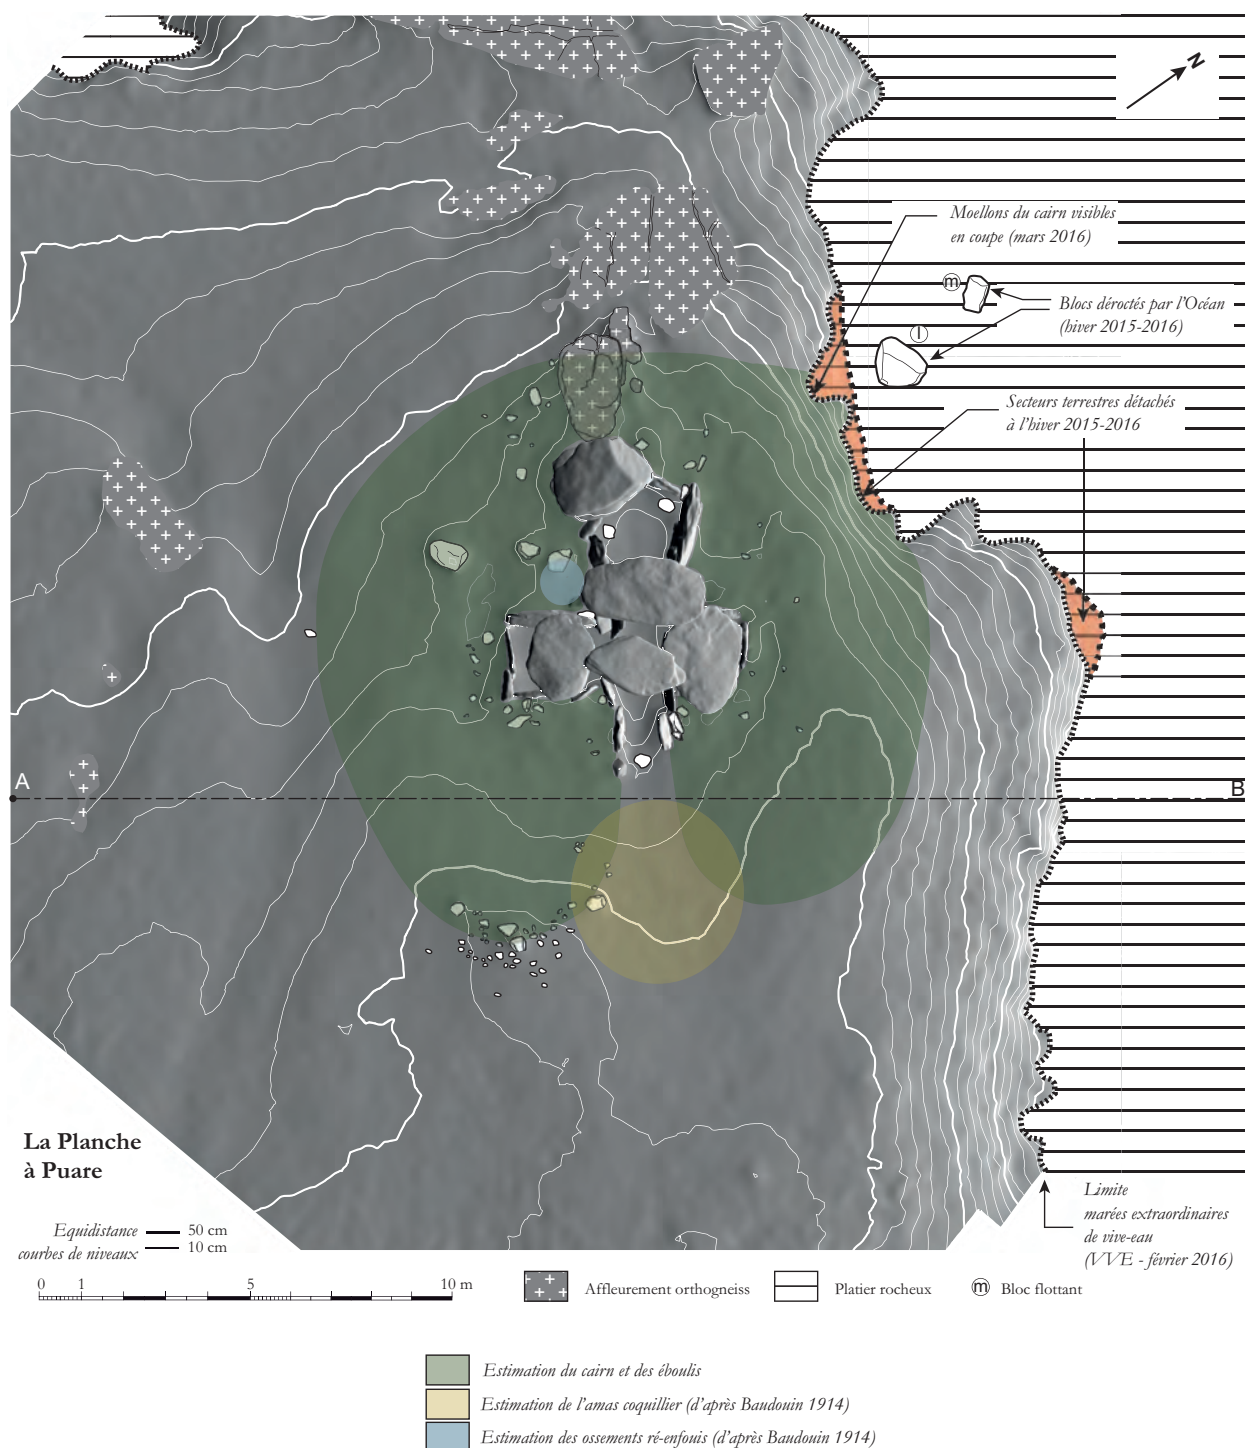 N
Moellons du cairn visibles
en coupe (mars 2016)
m
Blocs déroctés par l'Océan
(hiver 2015-2016)
l
Secteurs terrestres détachés
à l'hiver 2015-2016
A
B
La Planche
à Puare
Limite
marées extraordinaires
de vive-eau
(VVE - février 2016)
Equidistance
courbes de niveaux
50 cm
10 cm
0 1 5 10 m
Affleurement orthogneiss
Platier rocheux
m Bloc flottant
Estimation du cairn et des éboulis
Estimation de l'amas coquillier (d'après Baudouin 1914)
Estimation des ossements ré-enfouis (d'après Baudouin 1914)